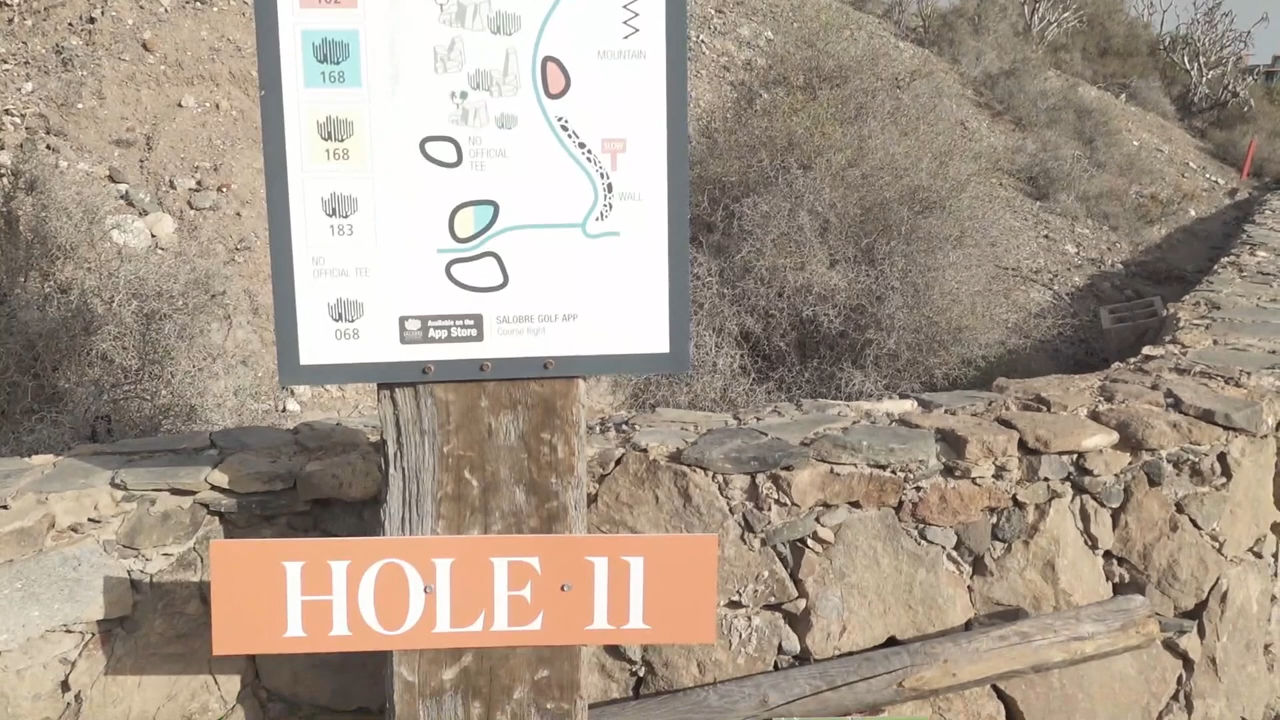 168
168
183
NO
OFFICIAL TEE
068
MOUNTAIN
NO
OFFICIAL
TEE
SLOW
WALL
Available on the
App Store
SALOBRE GOLF APP
Course flight
HOLE 11